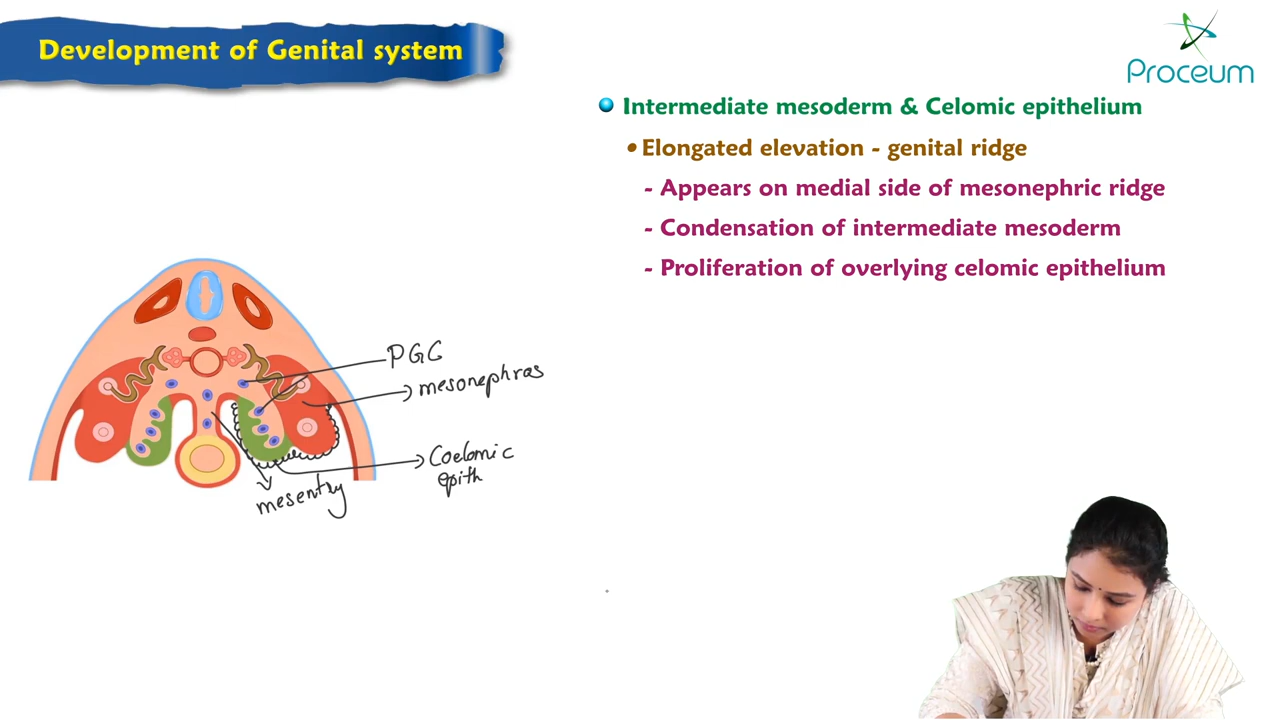 Development of Genital system
Proceum
Intermediate mesoderm & Celomic epithelium
• Elongated elevation - genital ridge
- Appears on medial side of mesonephric ridge
- Condensation of intermediate mesoderm
- Proliferation of overlying celomic epithelium
PGC
mesonephras
Coelomic
epith
mesentry